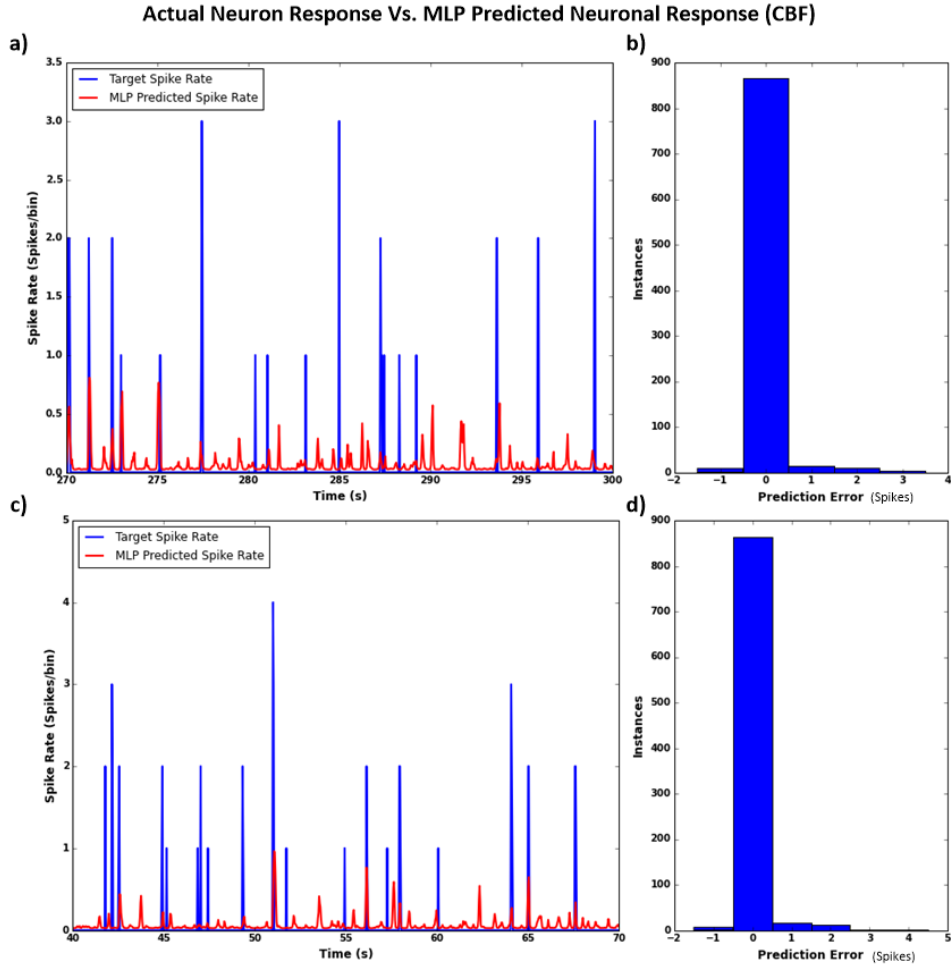 Actual Neuron Response Vs. MLP Predicted Neuronal Response (CBF)
a)
Target Spike Rate
MLP Predicted Spike Rate
3.5
3.0
2.5
2.0
1.5
1.0
0.5
0.0
Spike Rate (Spikes/bin)
270 275 280 285 290 295 300
Time (s)
b)
900
800
700
600
500
400
300
200
100
0
Instances
−2 −1 0 1 2 3 4
Prediction Error (Spikes)
c)
Target Spike Rate
MLP Predicted Spike Rate
5
4
3
2
1
0
Spike Rate (Spikes/bin)
40 45 50 55 60 65 70
Time (s)
d)
900
800
700
600
500
400
300
200
100
0
Instances
−2 −1 0 1 2 3 4 5
Prediction Error (Spikes)